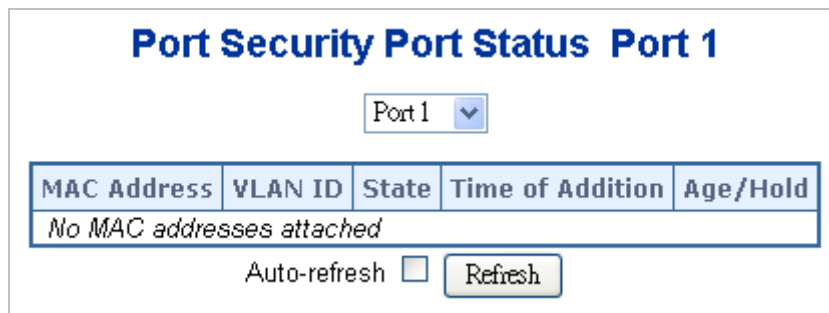 Port Security Port Status Port 1
Port 1
MAC Address VLAN ID State Time of Addition Age/Hold
No MAC addresses attached
Auto-refresh Refresh